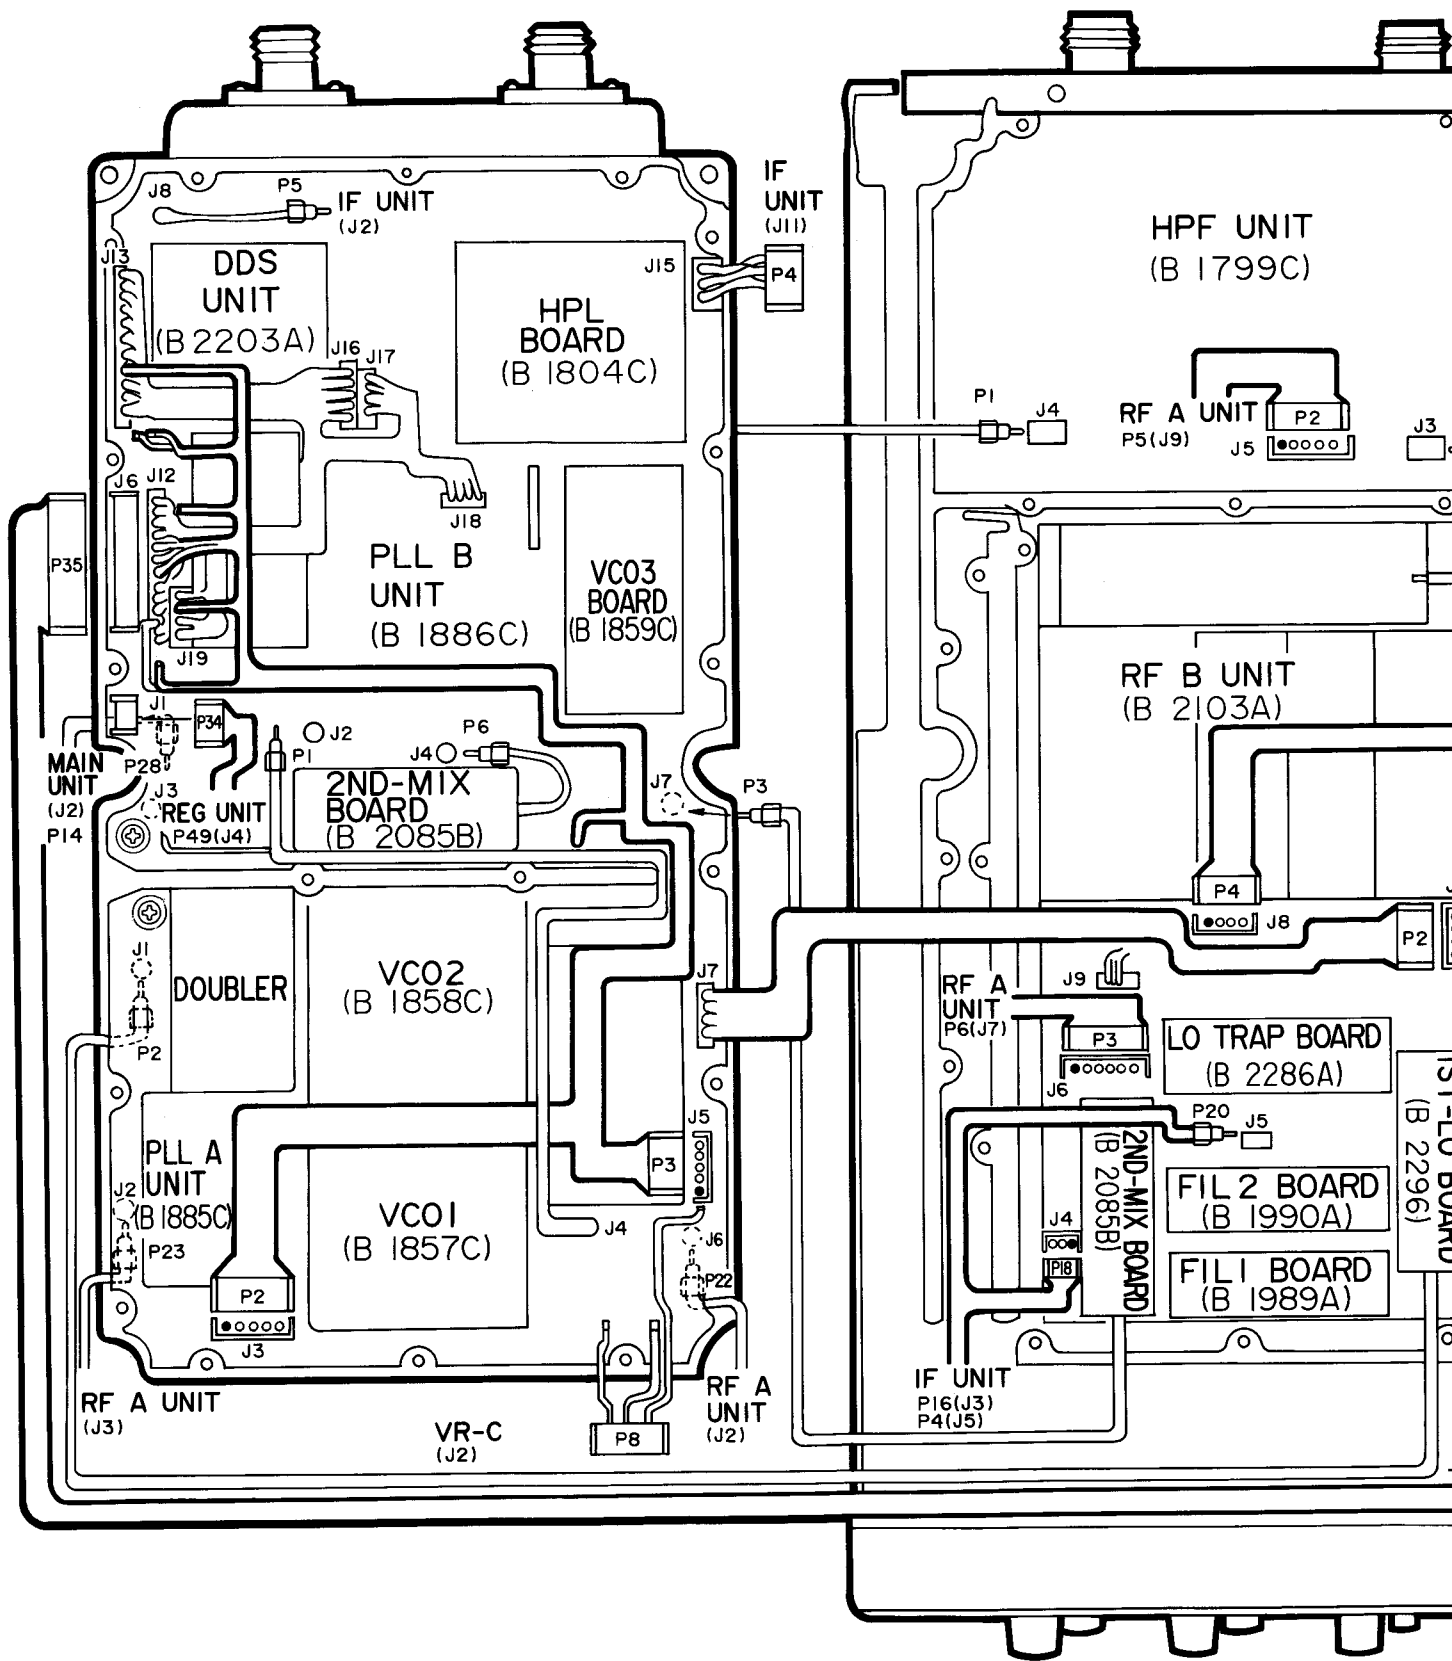 J8
P5
IF UNIT
(J2)
IF
UNIT
(J11)
P4
J15
J13
DDS
UNIT
(B 2203A)
HPL
BOARD
(B 1804C)
J16
J17
J6
J12
J18
P35
PLL B
UNIT
(B 1886C)
VCO3
BOARD
(B 1859C)
J19
J1
P34
P1
J2
P6
J4
MAIN
UNIT
(J2)
P14
P28
J3
REG UNIT
P49(J4)
2ND-MIX
BOARD
(B 2085B)
J7
P3
J1
P2
DOUBLER
VCO2
(B 1858C)
J7
PLL A
UNIT
(B 1885C)
J2
P23
VCO1
(B 1857C)
J5
P3
J4
J6
P22
P2
J3
RF A UNIT
(J3)
VR-C
(J2)
P8
RF A
UNIT
(J2)
HPF UNIT
(B 1799C)
P1
J4
RF A UNIT
P5(J9)
P2
J5
J3
RF B UNIT
(B 2103A)
P4
J8
P2
J9
RF A
UNIT
P6(J7)
P3
J6
LO TRAP BOARD
(B 2286A)
P20
J5
2ND-MIX BOARD
(B 2085B)
FIL2 BOARD
(B 1990A)
FIL1 BOARD
(B 1989A)
1ST-LO BOARD
(B 2296)
J4
P18
IF UNIT
P16(J3)
P4(J5)